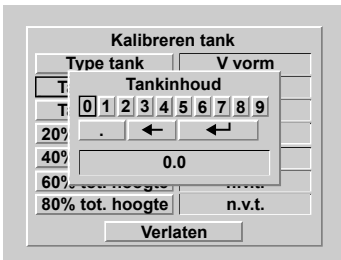 Kalibreren tank
Type tank V vorm
Tankinhoud
0 1 2 3 4 5 6 7 8 9
. ← ↵
20%
0.0
40%
60% tot. hoogte n.v.t.
80% tot. hoogte n.v.t.
Verlaten